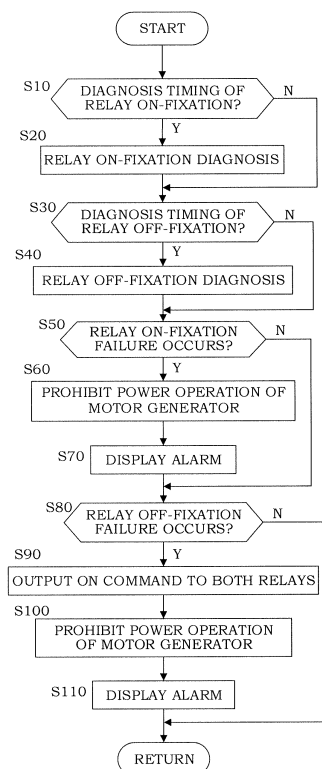 START
S10
DIAGNOSIS TIMING OF
RELAY ON-FIXATION?
N
Y
S20
RELAY ON-FIXATION DIAGNOSIS
S30
DIAGNOSIS TIMING OF
RELAY OFF-FIXATION?
N
Y
S40
RELAY OFF-FIXATION DIAGNOSIS
S50
RELAY ON-FIXATION
FAILURE OCCURS?
N
Y
S60
PROHIBIT POWER OPERATION OF
MOTOR GENERATOR
S70
DISPLAY ALARM
S80
RELAY OFF-FIXATION
FAILURE OCCURS?
N
Y
S90
OUTPUT ON COMMAND TO BOTH RELAYS
S100
PROHIBIT POWER OPERATION
OF MOTOR GENERATOR
S110
DISPLAY ALARM
RETURN